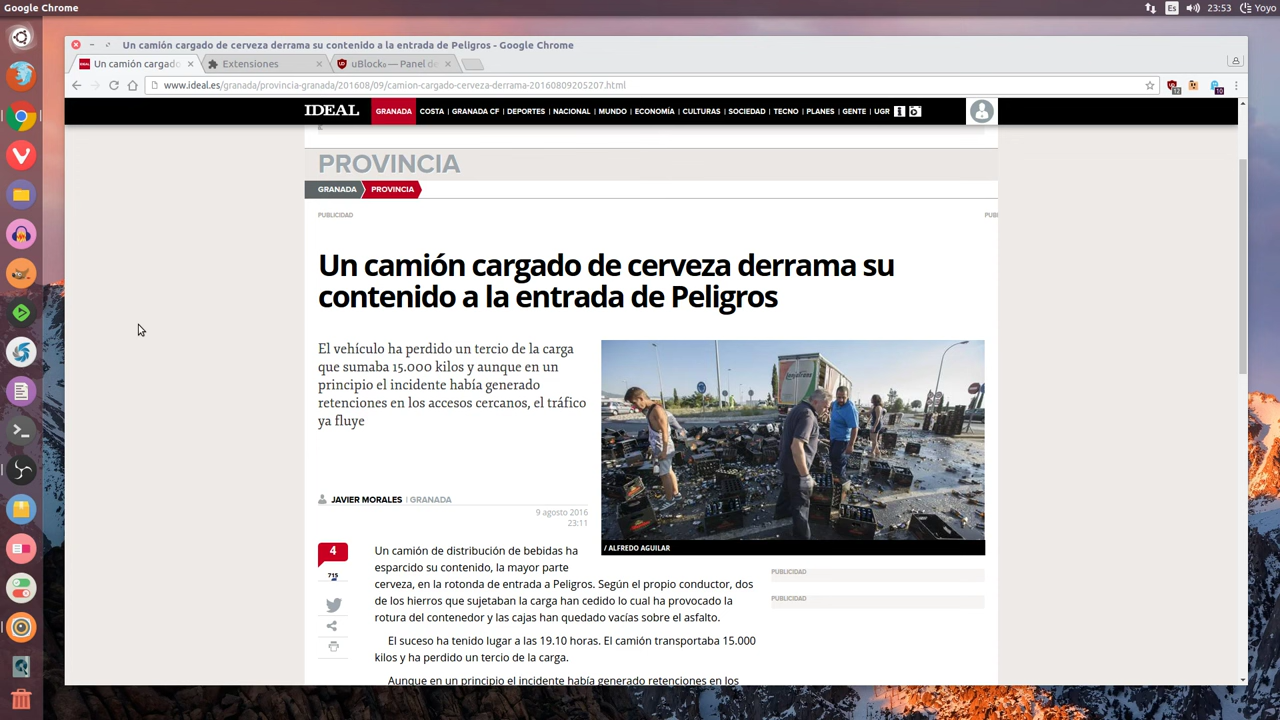 Google Chrome
Es
23:53
Yoyo
Un camión cargado de cerveza derrama su contenido a la entrada de Peligros - Google Chrome
Un camión cargado
Extensiones
uBlock₀ — Panel de
www.ideal.es/granada/provincia-granada/201608/09/camion-cargado-cerveza-derrama-20160809205207.html
12
10
IDEAL
GRANADA
COSTA | GRANADA CF | DEPORTES | NACIONAL | MUNDO | ECONOMÍA | CULTURAS | SOCIEDAD | TECNO | PLANES | GENTE | UGR
PROVINCIA
GRANADA
PROVINCIA
PUBLICIDAD
PUBL
Un camión cargado de cerveza derrama su
contenido a la entrada de Peligros
El vehículo ha perdido un tercio de la carga
que sumaba 15.000 kilos y aunque en un
principio el incidente había generado
retenciones en los accesos cercanos, el tráfico
ya fluye
JAVIER MORALES | GRANADA
9 agosto 2016
23:11
/ ALFREDO AGUILAR
PUBLICIDAD
PUBLICIDAD
4
715
Un camión de distribución de bebidas ha
esparcido su contenido, la mayor parte
cerveza, en la rotonda de entrada a Peligros. Según el propio conductor, dos
de los hierros que sujetaban la carga han cedido lo cual ha provocado la
rotura del contenedor y las cajas han quedado vacías sobre el asfalto.
El suceso ha tenido lugar a las 19.10 horas. El camión transportaba 15.000
kilos y ha perdido un tercio de la carga.
Aunque en un principio el incidente había generado retenciones en los